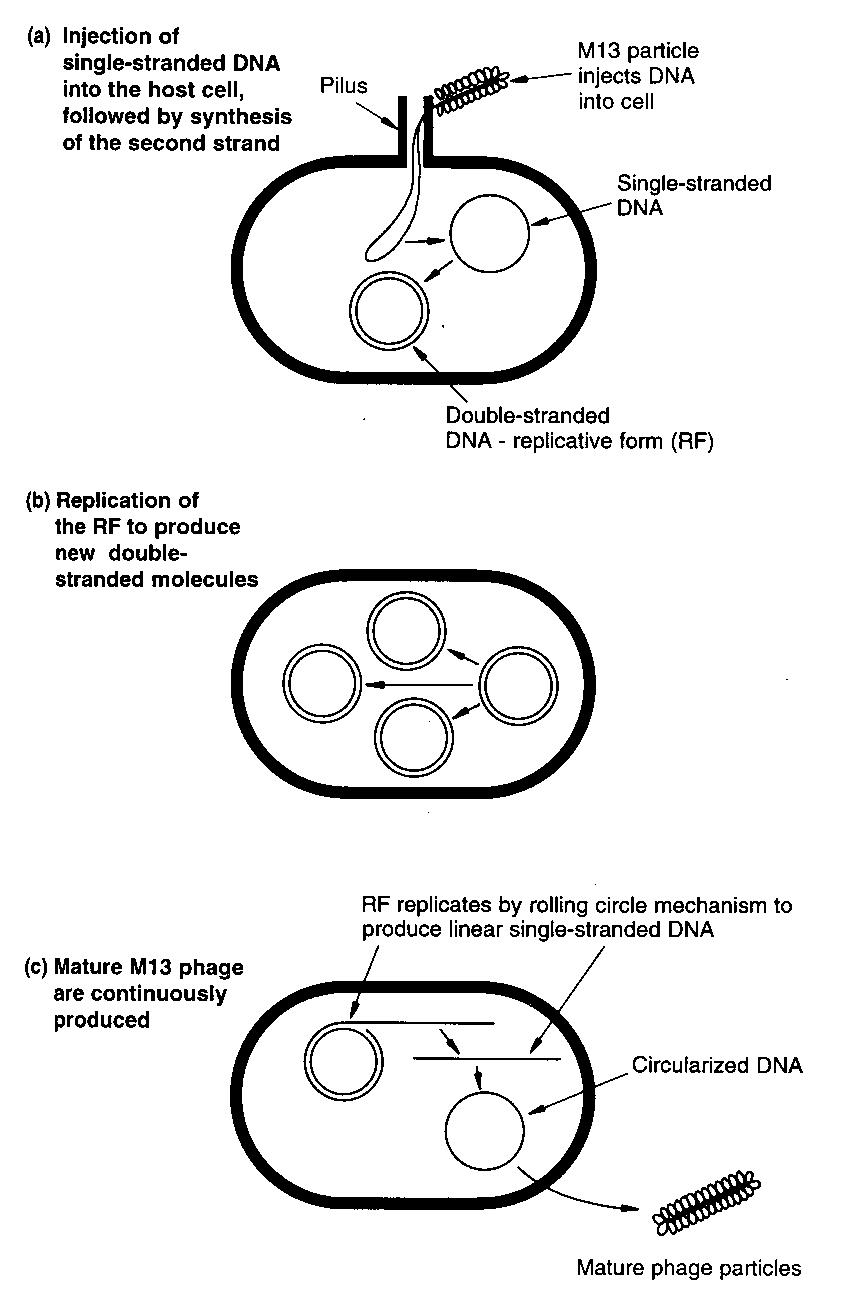 (a) Injection of
single-stranded DNA
into the host cell,
followed by synthesis
of the second strand
Pilus
M13 particle
injects DNA
into cell
Single-stranded
DNA
Double-stranded
DNA - replicative form (RF)
(b) Replication of
the RF to produce
new double-
stranded molecules
RF replicates by rolling circle mechanism to
produce linear single-stranded DNA
(c) Mature M13 phage
are continuously
produced
Circularized DNA
Mature phage particles